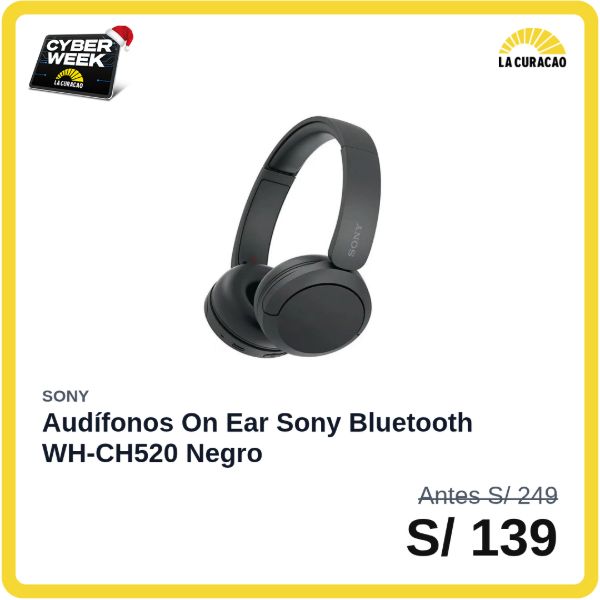 CYBER
WEEK
LA CURACAO
LA CURACAO
SONY
SONY
Audífonos On Ear Sony Bluetooth
WH-CH520 Negro
Antes S/ 249
S/ 139